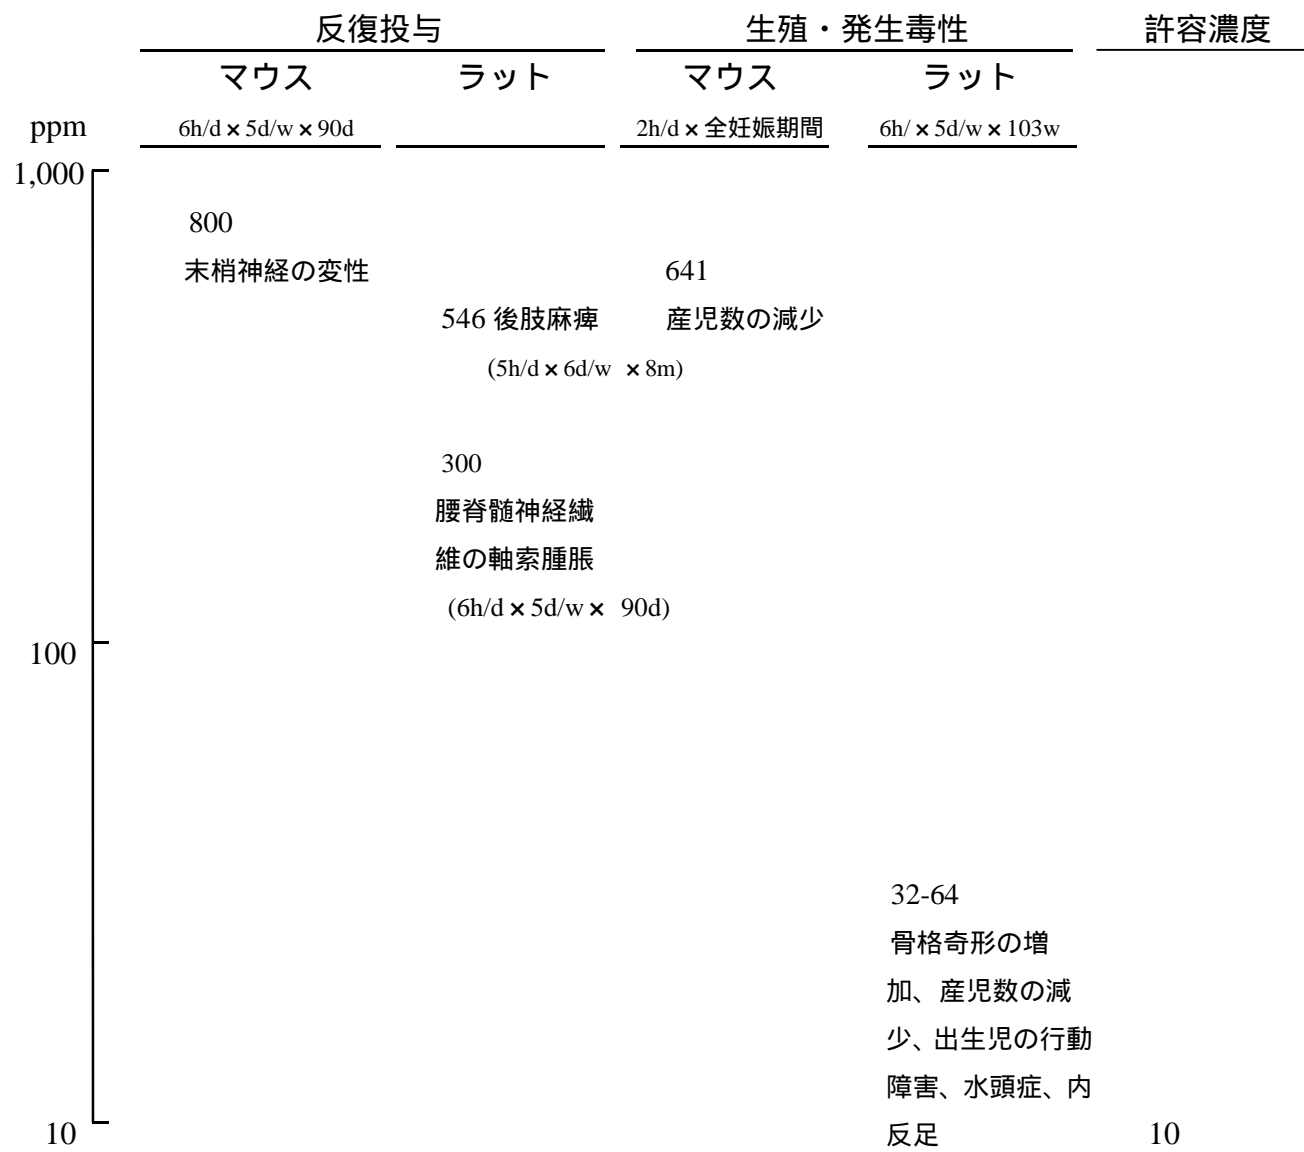 反復投与 生殖・発生毒性 許容濃度
マウス ラット マウス ラット
ppm 6h/d×5d/w×90d 2h/d×全妊娠期間 6h/×5d/w×103w
1,000
800
末梢神経の変性 641
546 後肢麻痺 産児数の減少
(5h/d×6d/w ×8m)
300
腰脊髄神経繊
維の軸索腫脹
(6h/d×5d/w× 90d)
100
32-64
骨格奇形の増
加、産児数の減
少、出生児の行動
障害、水頭症、内
10 反足 10